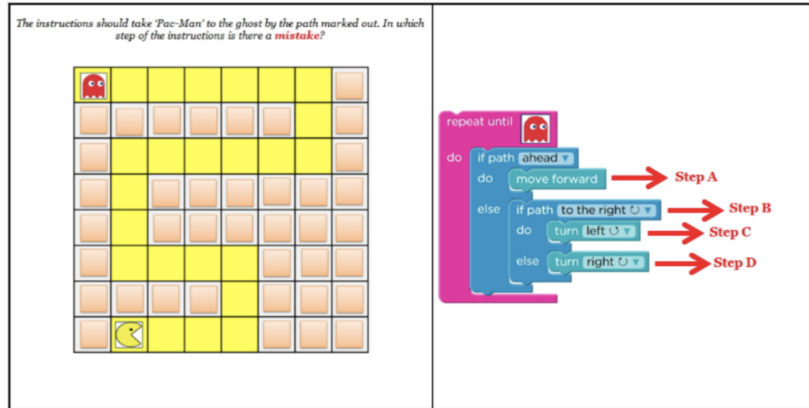 The instructions should take 'Pac-Man' to the ghost by the path marked out. In which
step of the instructions is there a mistake?
repeat until
do if path ahead ▼
do move forward
Step A
else if path to the right ↻ ▼
Step B
do turn left ↺ ▼
Step C
else turn right ↻ ▼
Step D